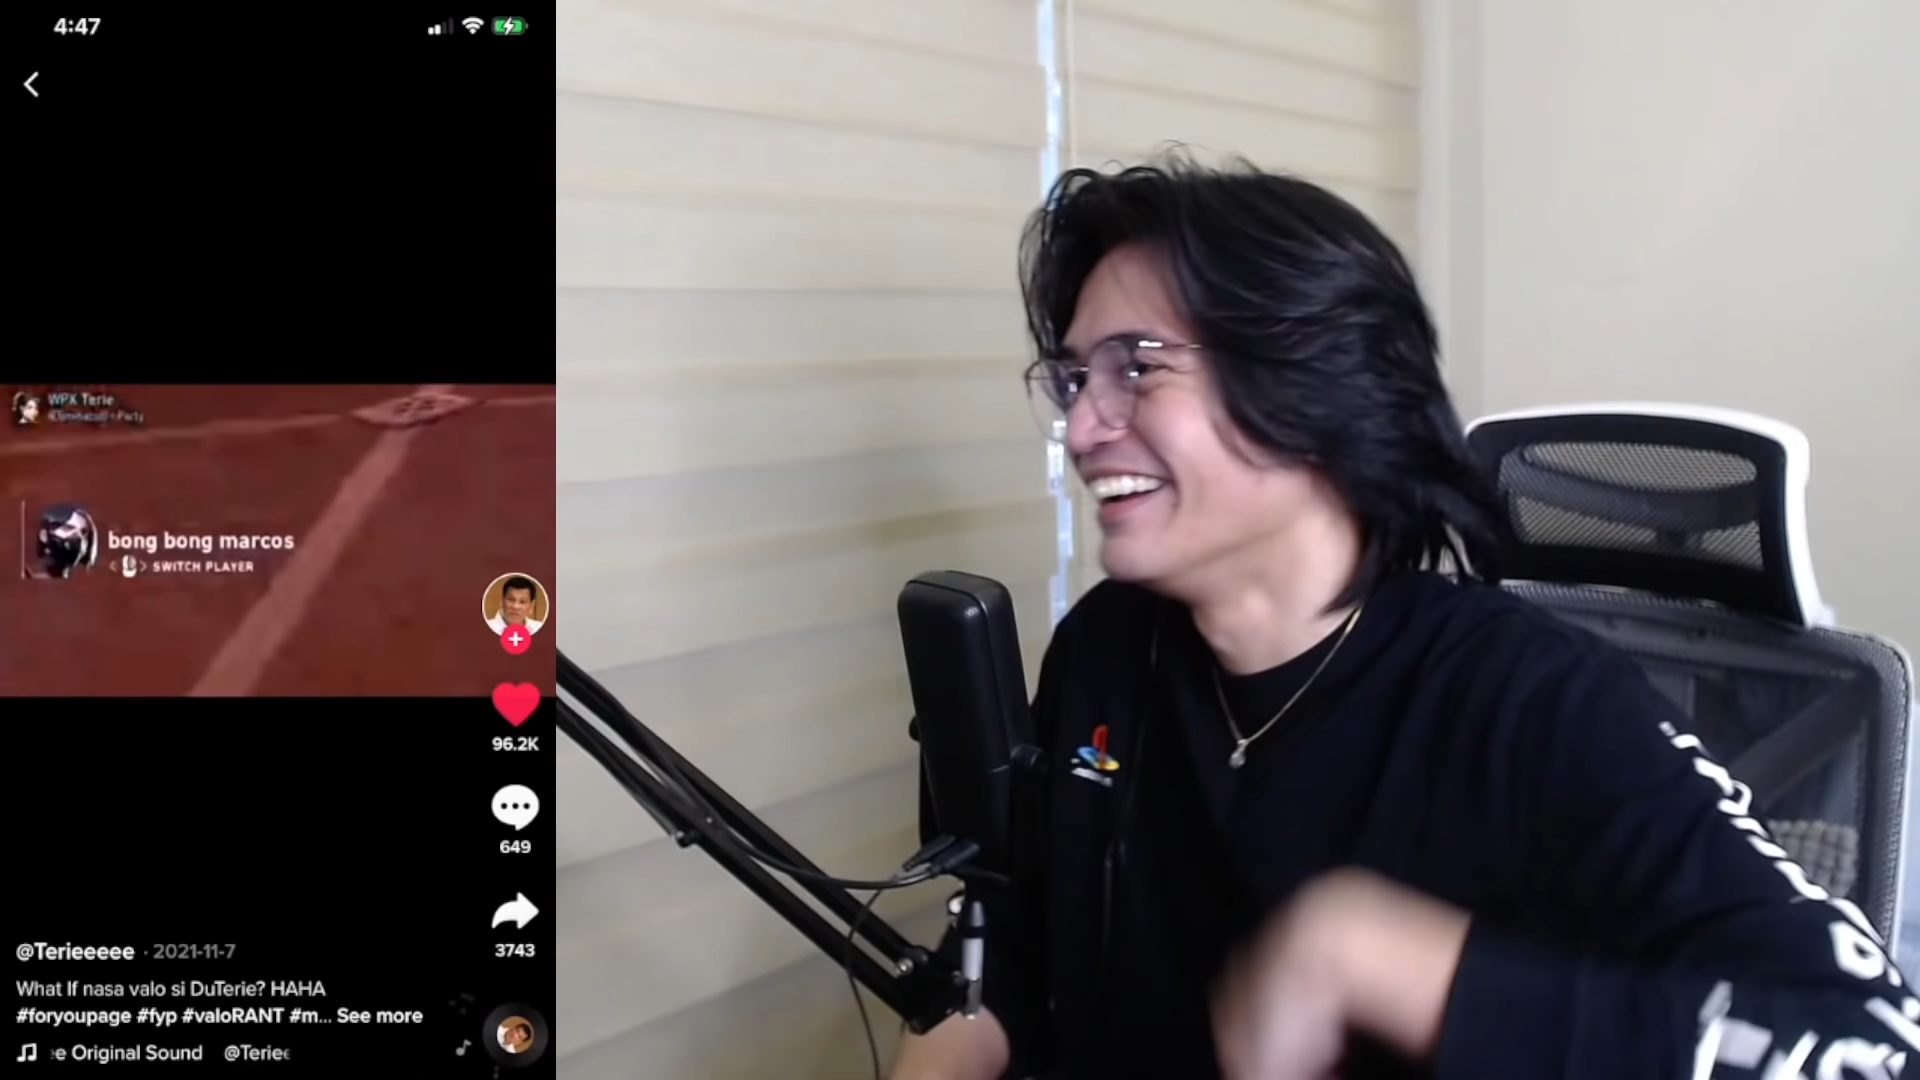 4:47
WPX Terie
bong bong marcos
< > SWITCH PLAYER
96.2K
649
3743
@Terieeeee · 2021-11-7
What If nasa valo si DuTerie? HAHA
#foryoupage #fyp #valoRANT #m... See more
e Original Sound @Terie